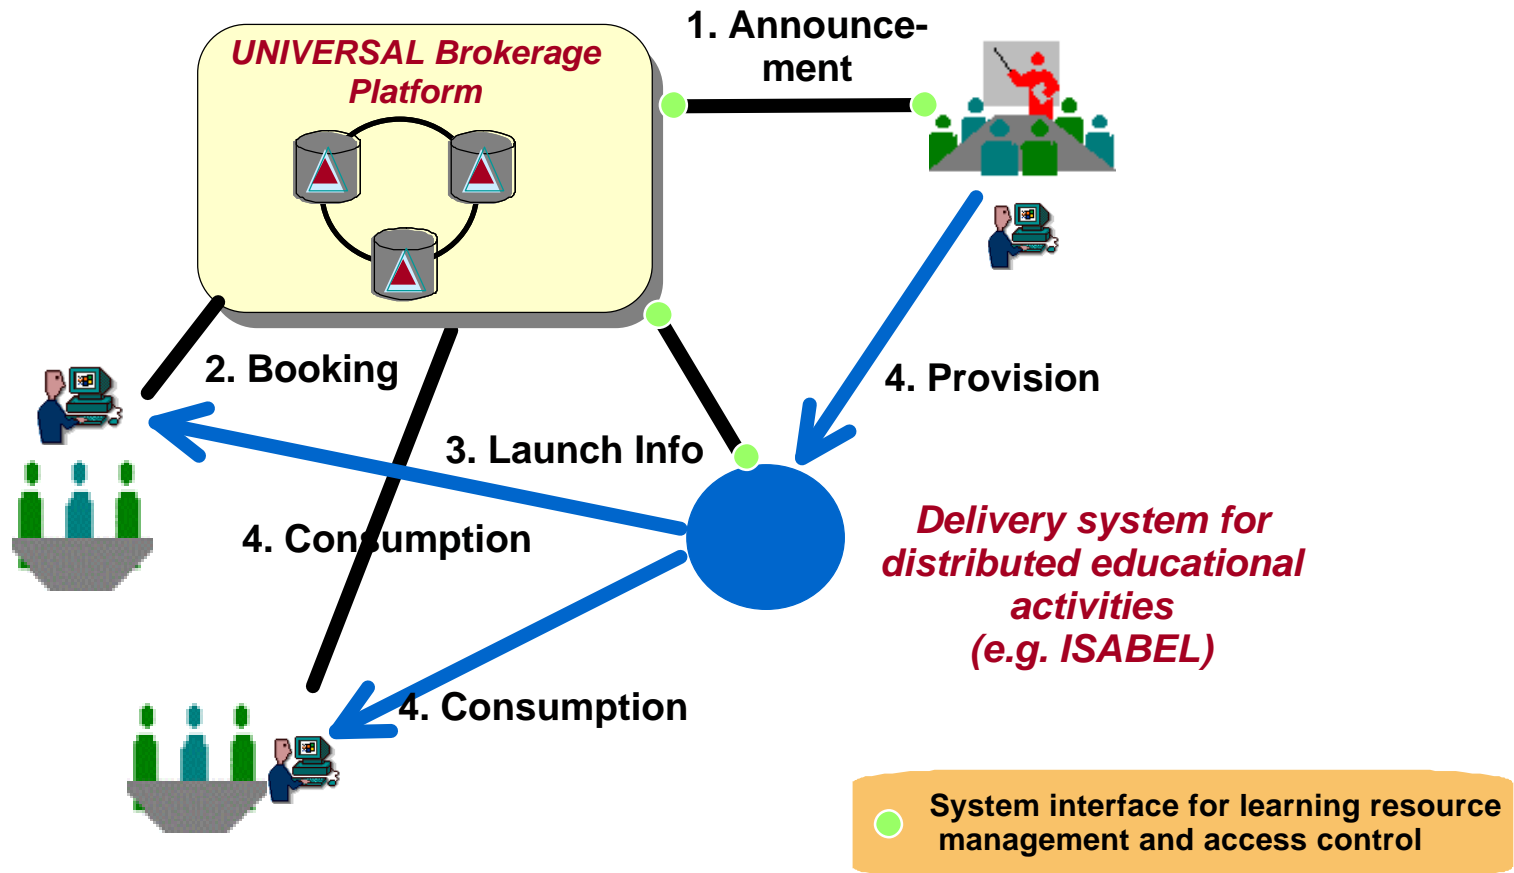 UNIVERSAL Brokerage
Platform
1. Announce-
ment
2. Booking
4. Provision
3. Launch Info
4. Consumption
Delivery system for
distributed educational
activities
(e.g. ISABEL)
4. Consumption
System interface for learning resource
management and access control